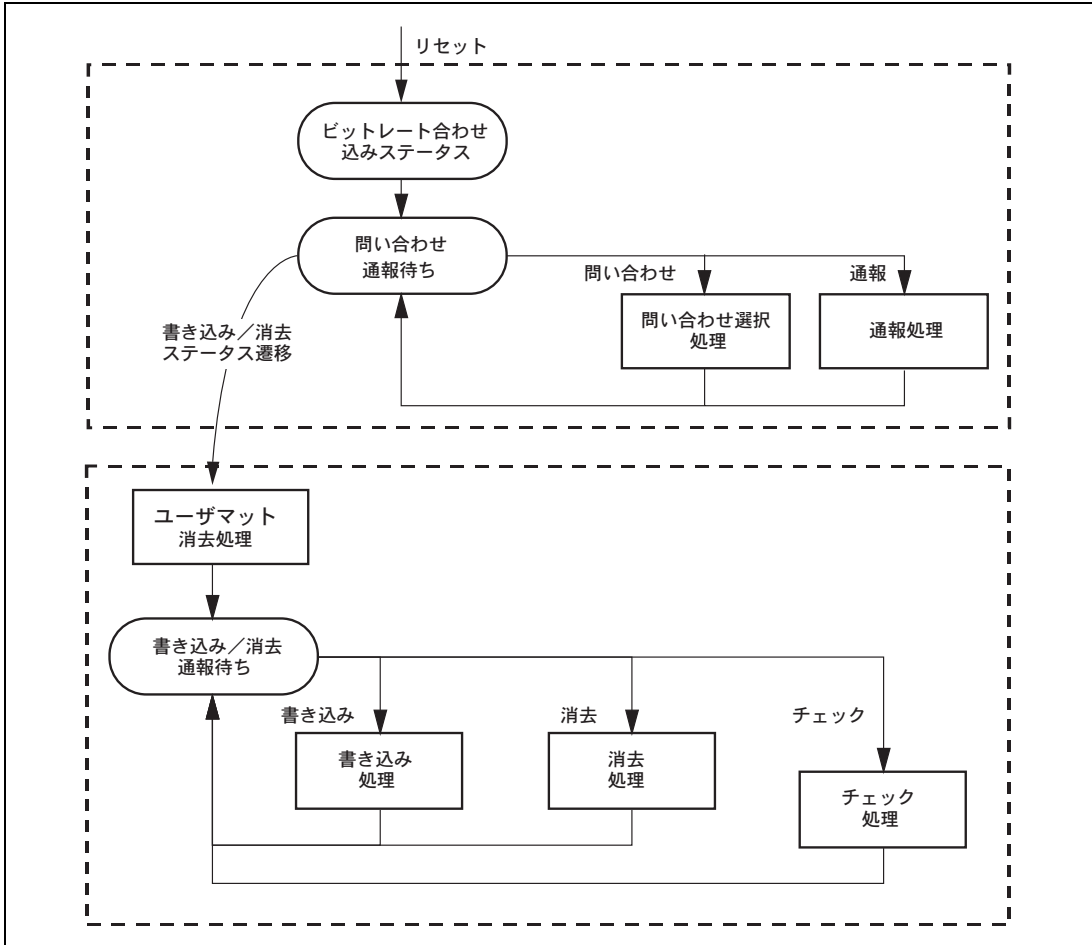 リセット
ビットレート合わせ
込みステータス
問い合わせ
通報待ち
問い合わせ
通報
問い合わせ選択
処理
通報処理
書き込み／消去
ステータス遷移
ユーザマット
消去処理
書き込み／消去
通報待ち
書き込み
消去
チェック
書き込み
処理
消去
処理
チェック
処理